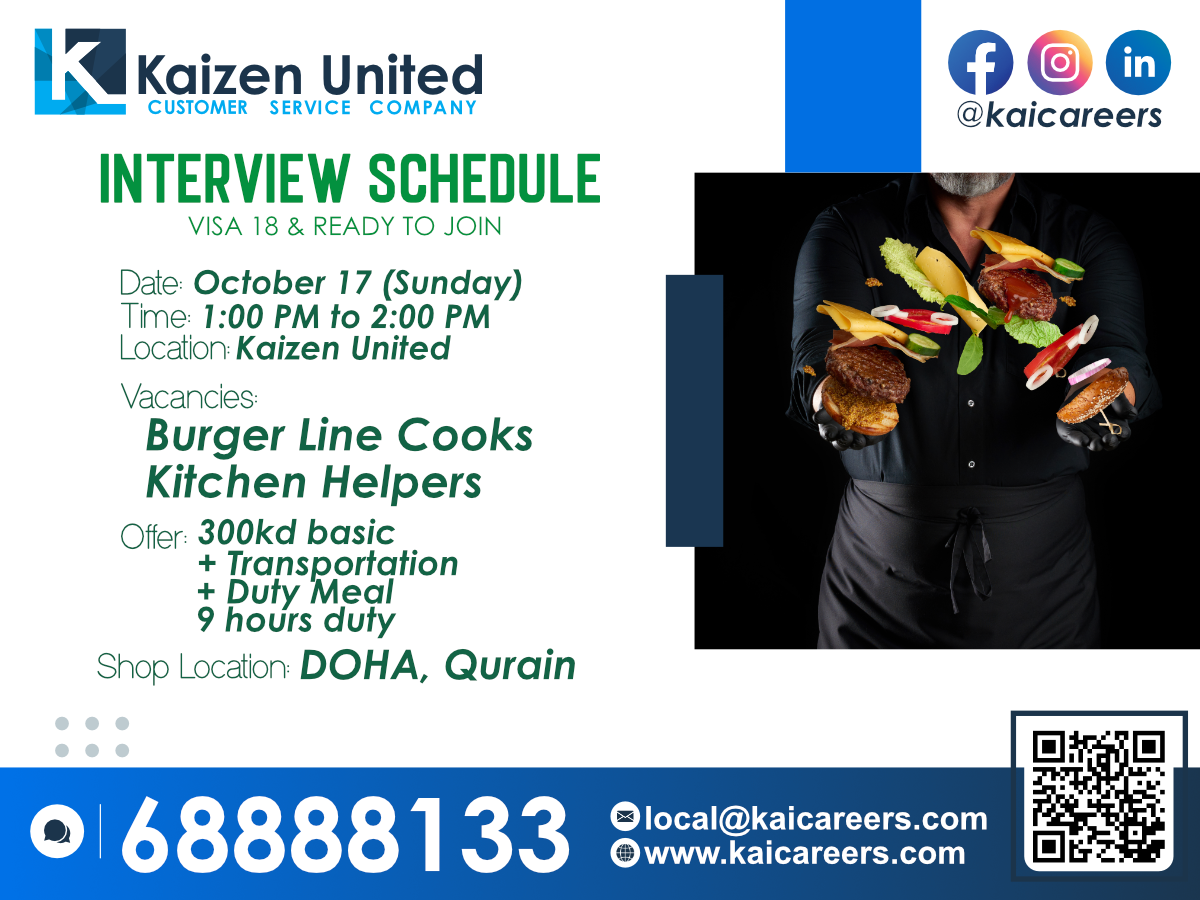 Kaizen United
CUSTOMER SERVICE COMPANY
@kaicareers
INTERVIEW SCHEDULE
VISA 18 & READY TO JOIN
Date: October 17 (Sunday)
Time: 1:00 PM to 2:00 PM
Location: Kaizen United
Vacancies:
Burger Line Cooks
Kitchen Helpers
Offer: 300kd basic
+ Transportation
+ Duty Meal
9 hours duty
Shop Location: DOHA, Qurain
68888133
local@kaicareers.com
www.kaicareers.com